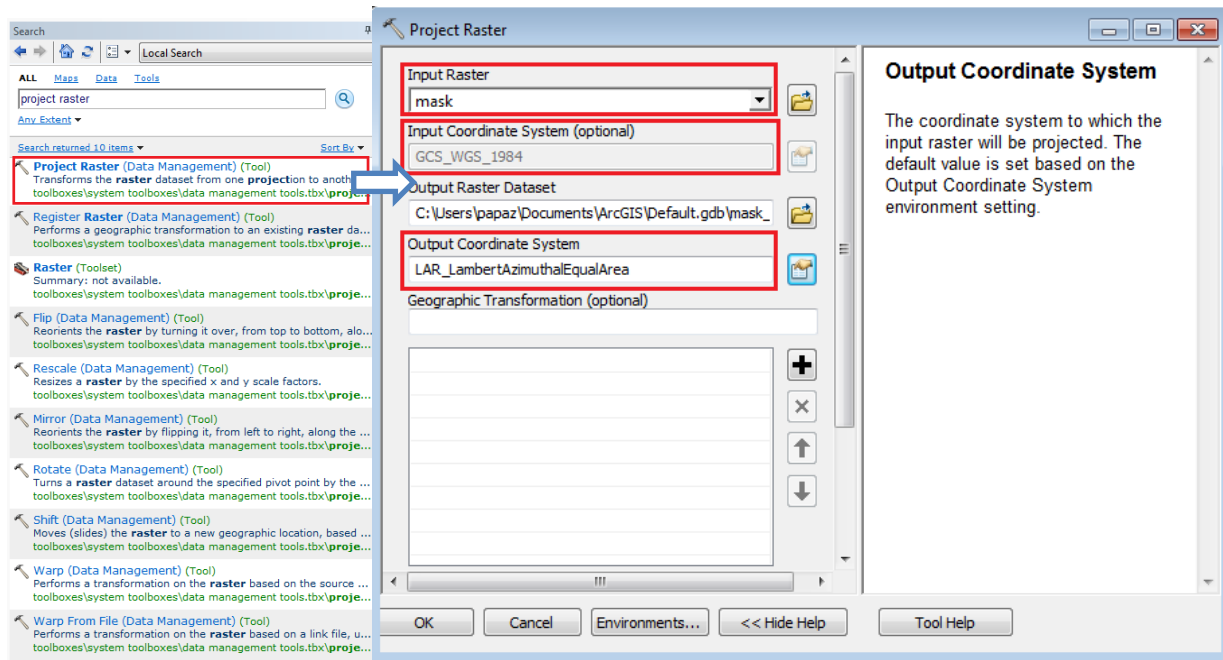 Search
Local Search
ALL Maps Data Tools
project raster
Any Extent
Search returned 10 items Sort By
Project Raster (Data Management) (Tool)
Transforms the raster dataset from one projection to anoth
toolboxes\system toolboxes\data management tools.tbx\proje...
Register Raster (Data Management) (Tool)
Performs a geographic transformation to an existing raster da...
toolboxes\system toolboxes\data management tools.tbx\proje...
Raster (Toolset)
Summary: not available.
toolboxes\system toolboxes\data management tools.tbx\proje...
Flip (Data Management) (Tool)
Reorients the raster by turning it over, from top to bottom, alo...
toolboxes\system toolboxes\data management tools.tbx\proje...
Rescale (Data Management) (Tool)
Resizes a raster by the specified x and y scale factors.
toolboxes\system toolboxes\data management tools.tbx\proje...
Mirror (Data Management) (Tool)
Reorients the raster by flipping it, from left to right, along the ...
toolboxes\system toolboxes\data management tools.tbx\proje...
Rotate (Data Management) (Tool)
Turns a raster dataset around the specified pivot point by the ...
toolboxes\system toolboxes\data management tools.tbx\proje...
Shift (Data Management) (Tool)
Moves (slides) the raster to a new geographic location, based ...
toolboxes\system toolboxes\data management tools.tbx\proje...
Warp (Data Management) (Tool)
Performs a transformation on the raster based on the source ...
toolboxes\system toolboxes\data management tools.tbx\proje...
Warp From File (Data Management) (Tool)
Performs a transformation on the raster based on a link file, u...
toolboxes\system toolboxes\data management tools.tbx\proje...
Project Raster
Input Raster
mask
Input Coordinate System (optional)
GCS_WGS_1984
Output Raster Dataset
C:\Users\papaz\Documents\ArcGIS\Default.gdb\mask_
Output Coordinate System
LAR_LambertAzimuthalEqualArea
Geographic Transformation (optional)
OK Cancel Environments... << Hide Help Tool Help
Output Coordinate System
The coordinate system to which the
input raster will be projected. The
default value is set based on the
Output Coordinate System
environment setting.